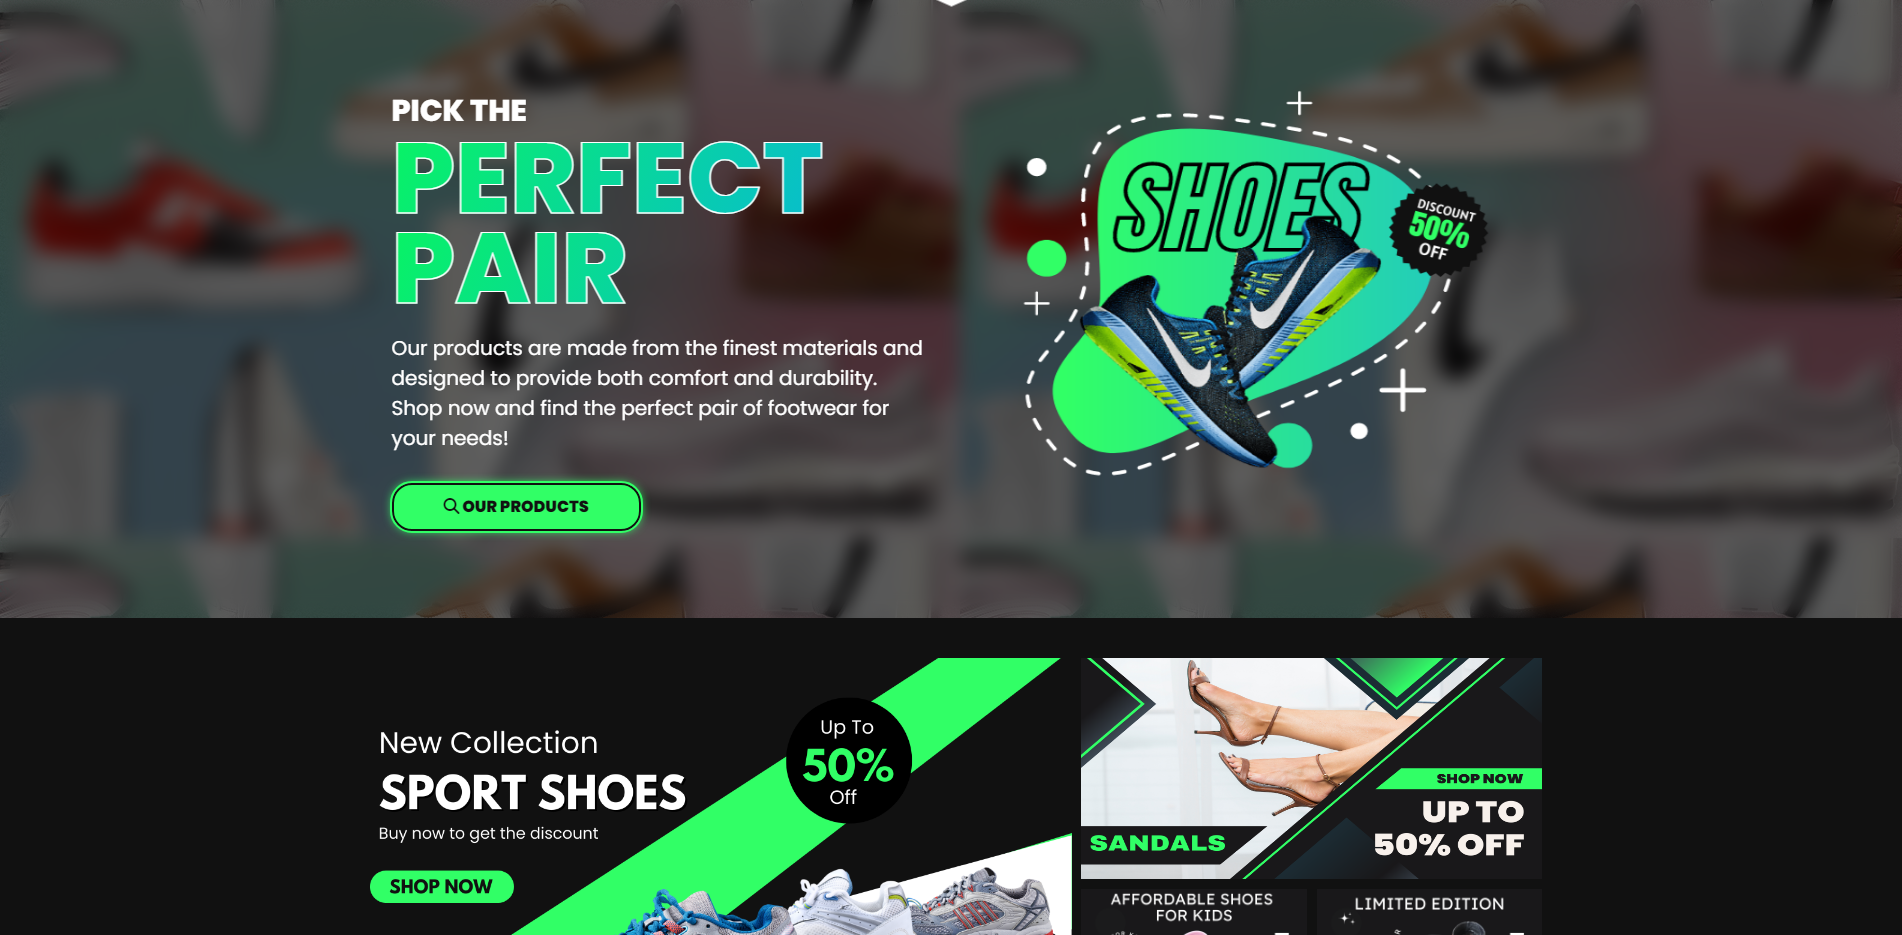 PICK THE
PERFECT
PAIR
Our products are made from the finest materials and
designed to provide both comfort and durability.
Shop now and find the perfect pair of footwear for
your needs!
OUR PRODUCTS
SHOES
DISCOUNT
50%
OFF
New Collection
SPORT SHOES
Buy now to get the discount
SHOP NOW
Up To
50%
Off
SANDALS
SHOP NOW
UP TO
50% OFF
AFFORDABLE SHOES
FOR KIDS
LIMITED EDITION